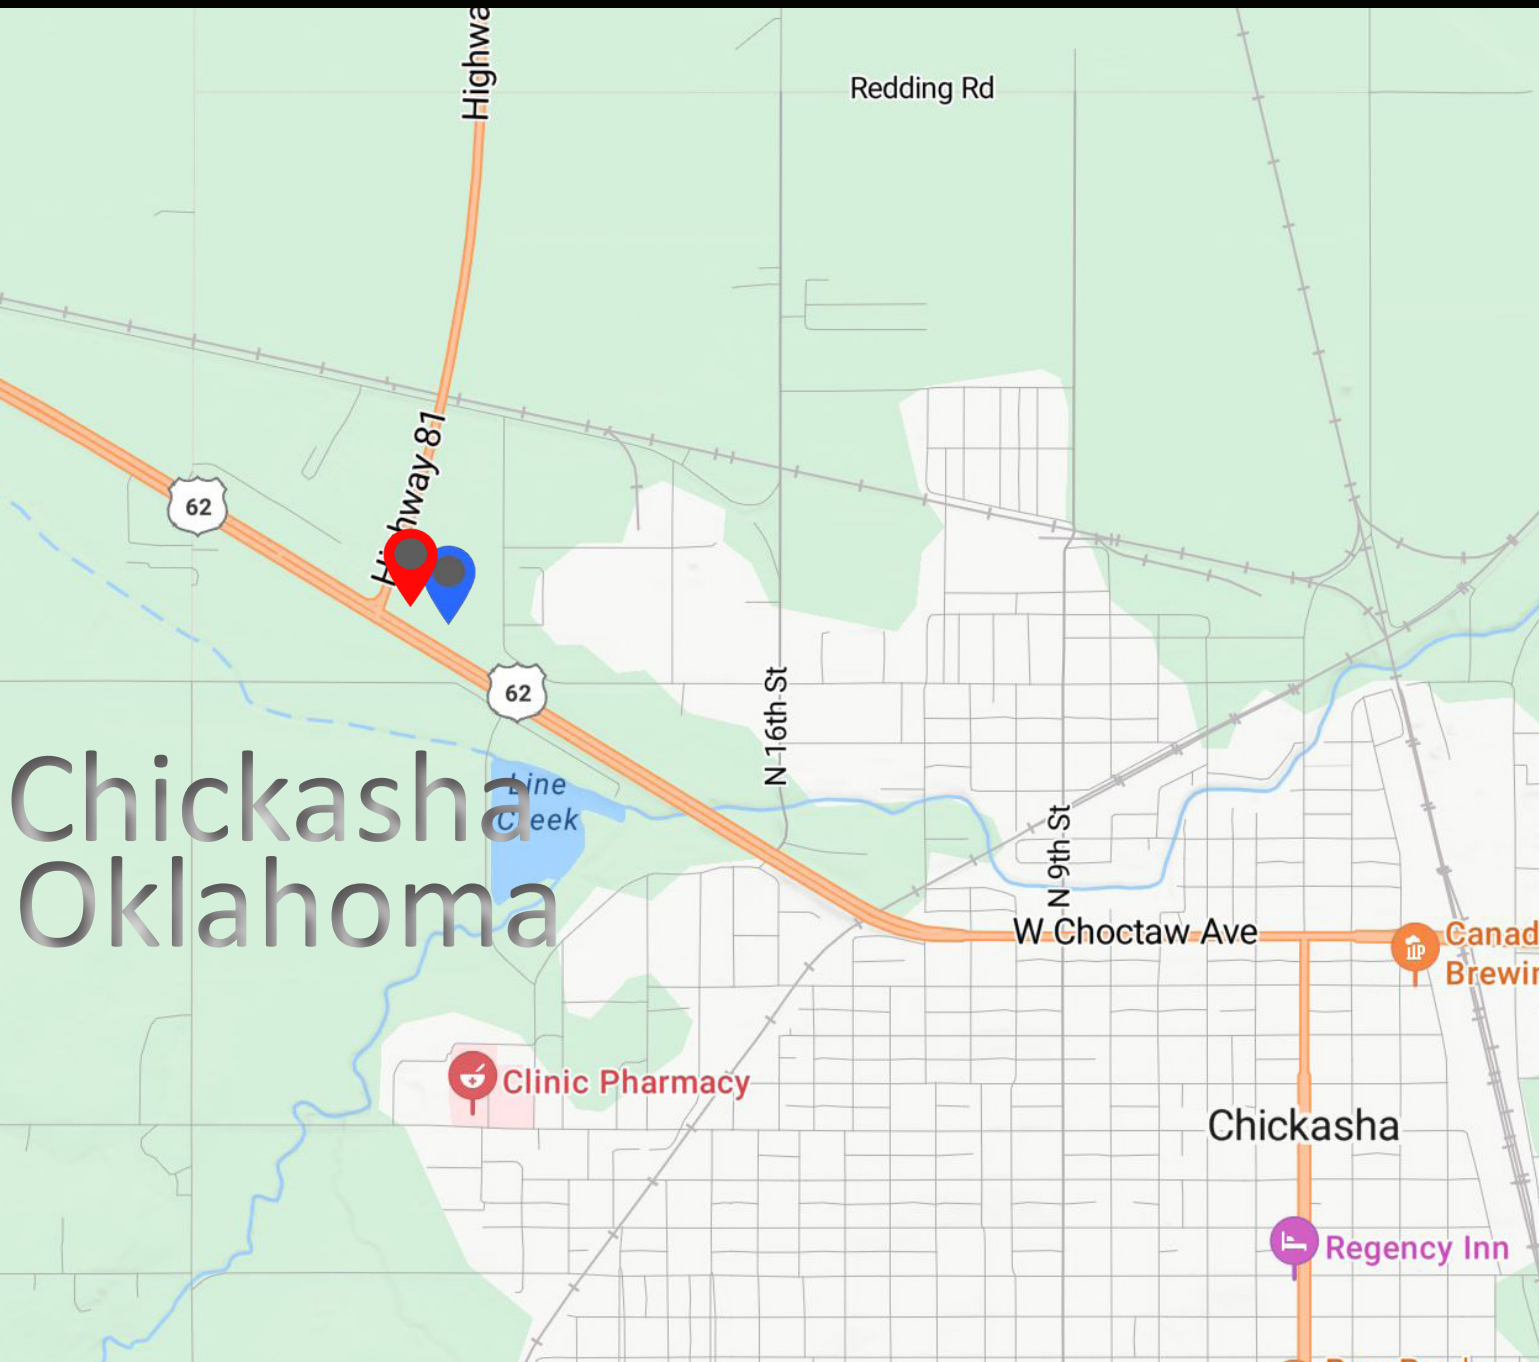 Highwa
Redding Rd
Highway 81
62
62
N 16th St
Chickasha
Oklahoma
Line
Creek
N 9th St
W Choctaw Ave
Canad
Brewin
Clinic Pharmacy
Chickasha
Regency Inn